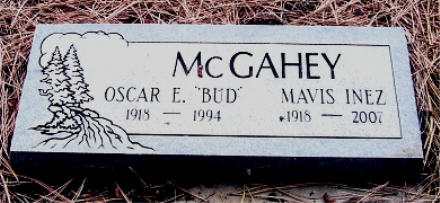 McGAHEY
OSCAR E. "BUD" MAVIS INEZ
1918 — 1994 1918 — 2007